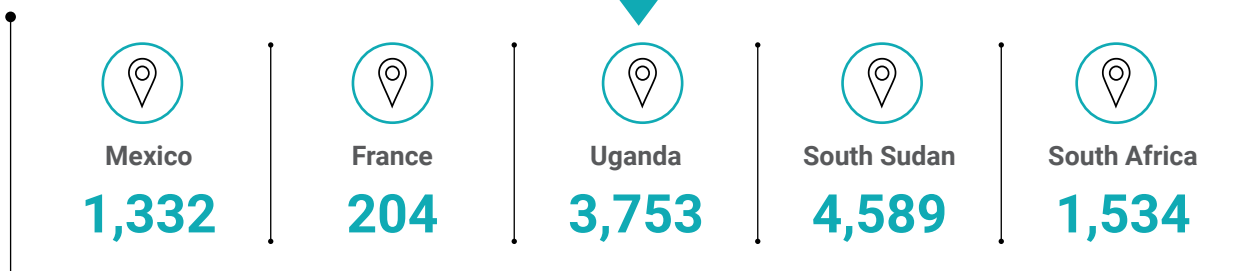 Mexico
1,332
France
204
Uganda
3,753
South Sudan
4,589
South Africa
1,534